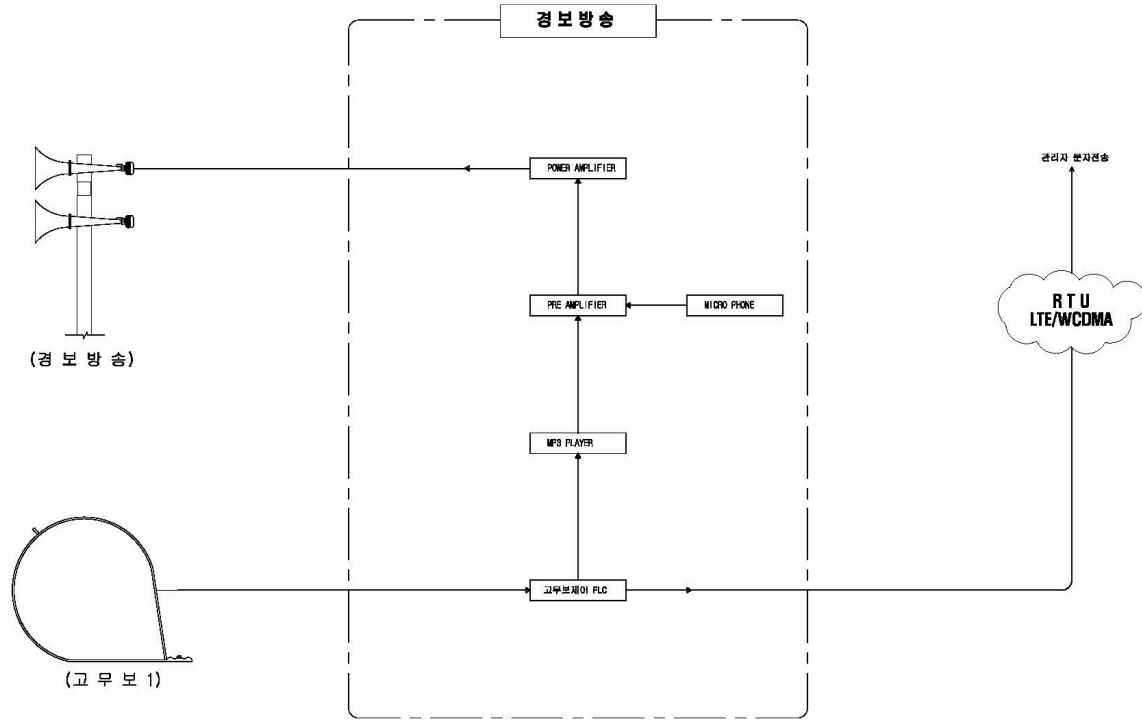 경보방송
POWER AMPLIFIER
관리자 문자전송
PRE AMPLIFIER
MICRO PHONE
R T U
LTE/WCDMA
(경 보 방 송)
MP3 PLAYER
고무보제어 PLC
(고 무 보 1)